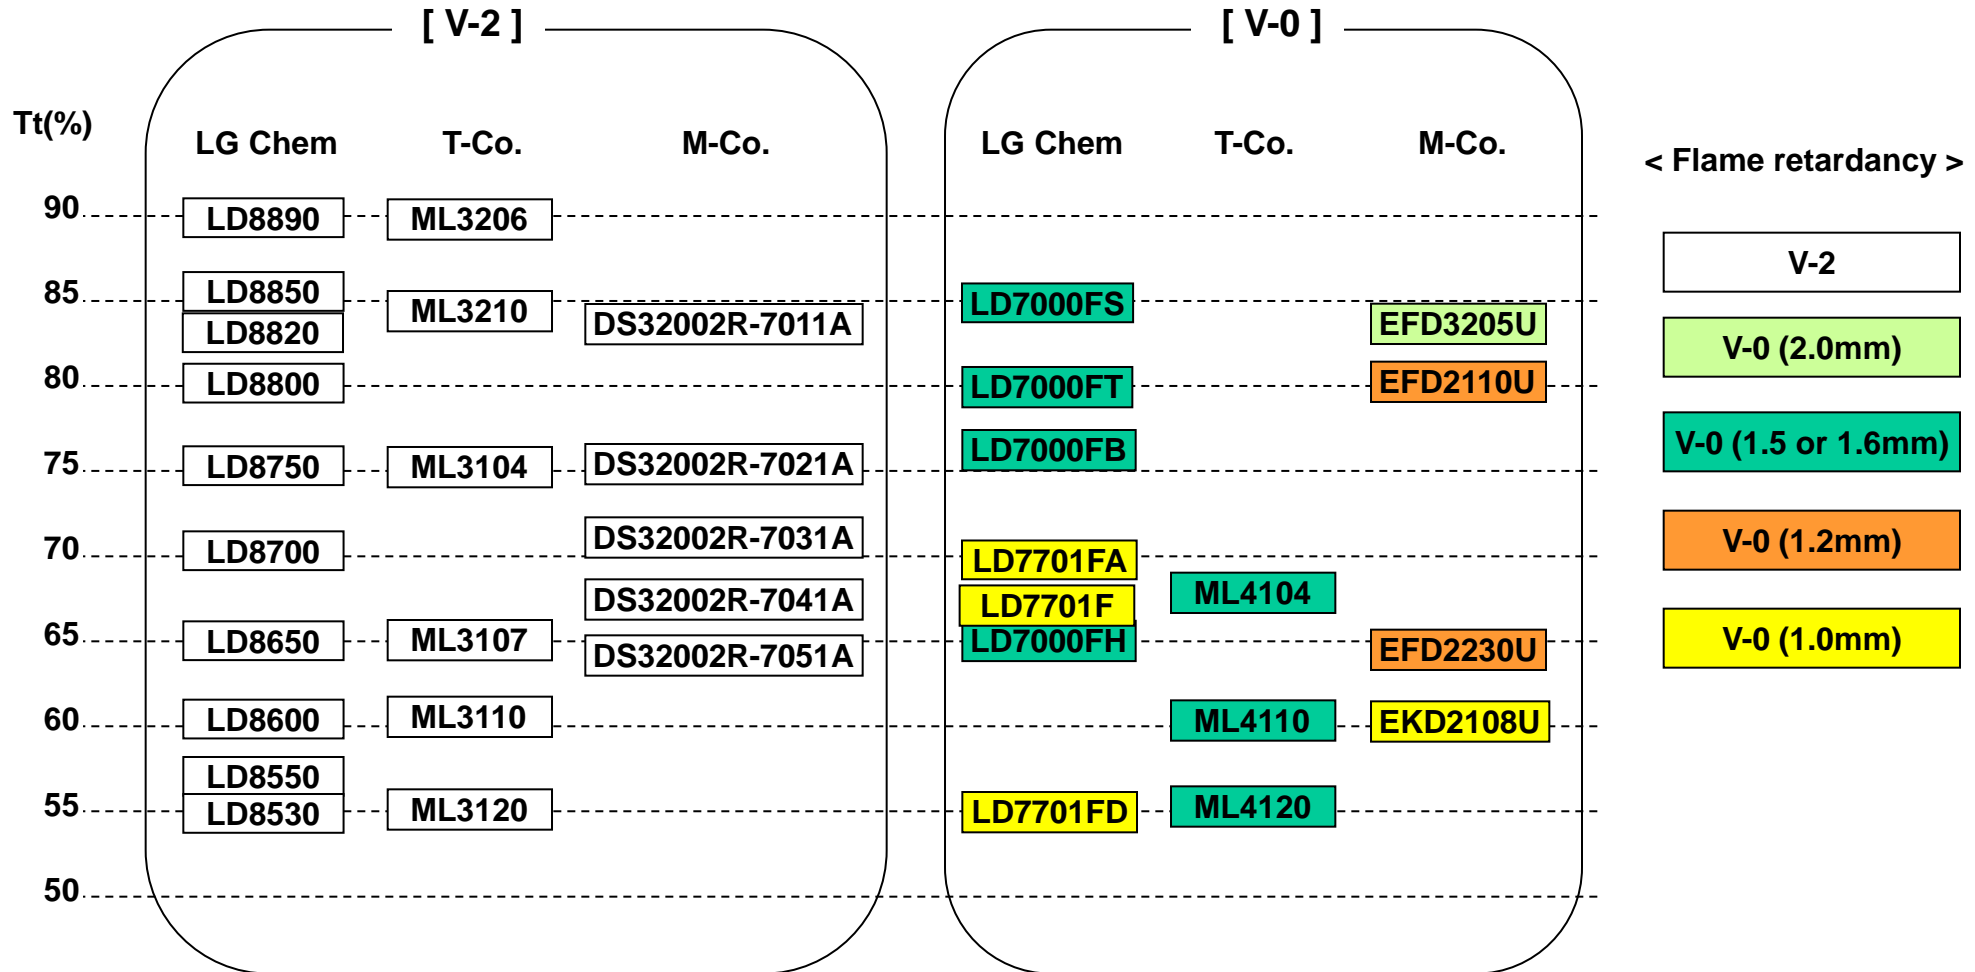 [ V-2 ]
[ V-0 ]
Tt(%)
LG Chem T-Co. M-Co.
LG Chem T-Co. M-Co.
< Flame retardancy >
90 LD8890 ML3206
85 LD8850 ML3210 LD7000FS
LD8820 DS32002R-7011A EFD3205U
80 LD8800 LD7000FT EFD2110U
75 LD8750 ML3104 DS32002R-7021A LD7000FB
70 LD8700 DS32002R-7031A LD7701FA
DS32002R-7041A LD7701F ML4104
65 LD8650 ML3107 DS32002R-7051A LD7000FH EFD2230U
60 LD8600 ML3110 ML4110 EKD2108U
LD8550
55 LD8530 ML3120 LD7701FD ML4120
50
V-2
V-0 (2.0mm)
V-0 (1.5 or 1.6mm)
V-0 (1.2mm)
V-0 (1.0mm)